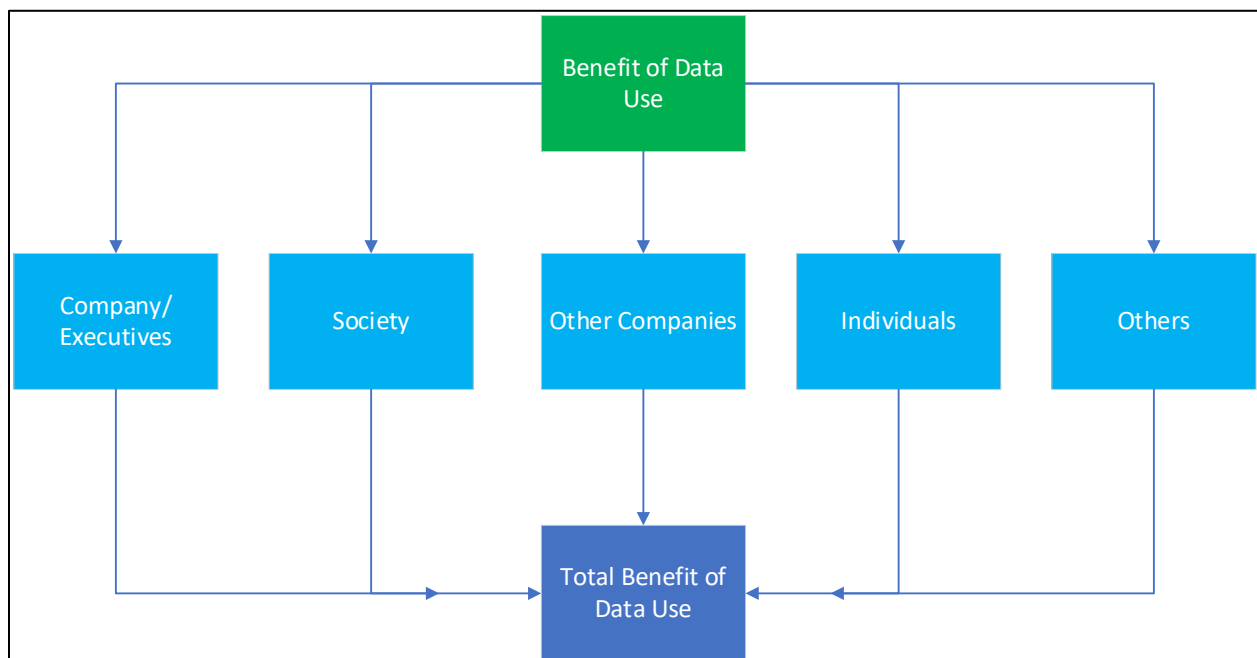 Benefit of Data
Use
Company/
Executives
Society
Other Companies
Individuals
Others
Total Benefit of
Data Use